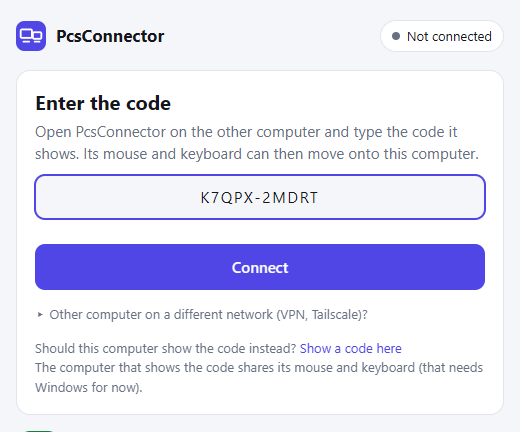 PcsConnector
Not connected
Enter the code
Open PcsConnector on the other computer and type the code it
shows. Its mouse and keyboard can then move onto this computer.
K7QPX-2MDRT
Connect
Other computer on a different network (VPN, Tailscale)?
Should this computer show the code instead? Show a code here
The computer that shows the code shares its mouse and keyboard (that needs
Windows for now).